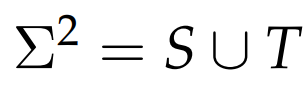 Σ² = S ∪ T